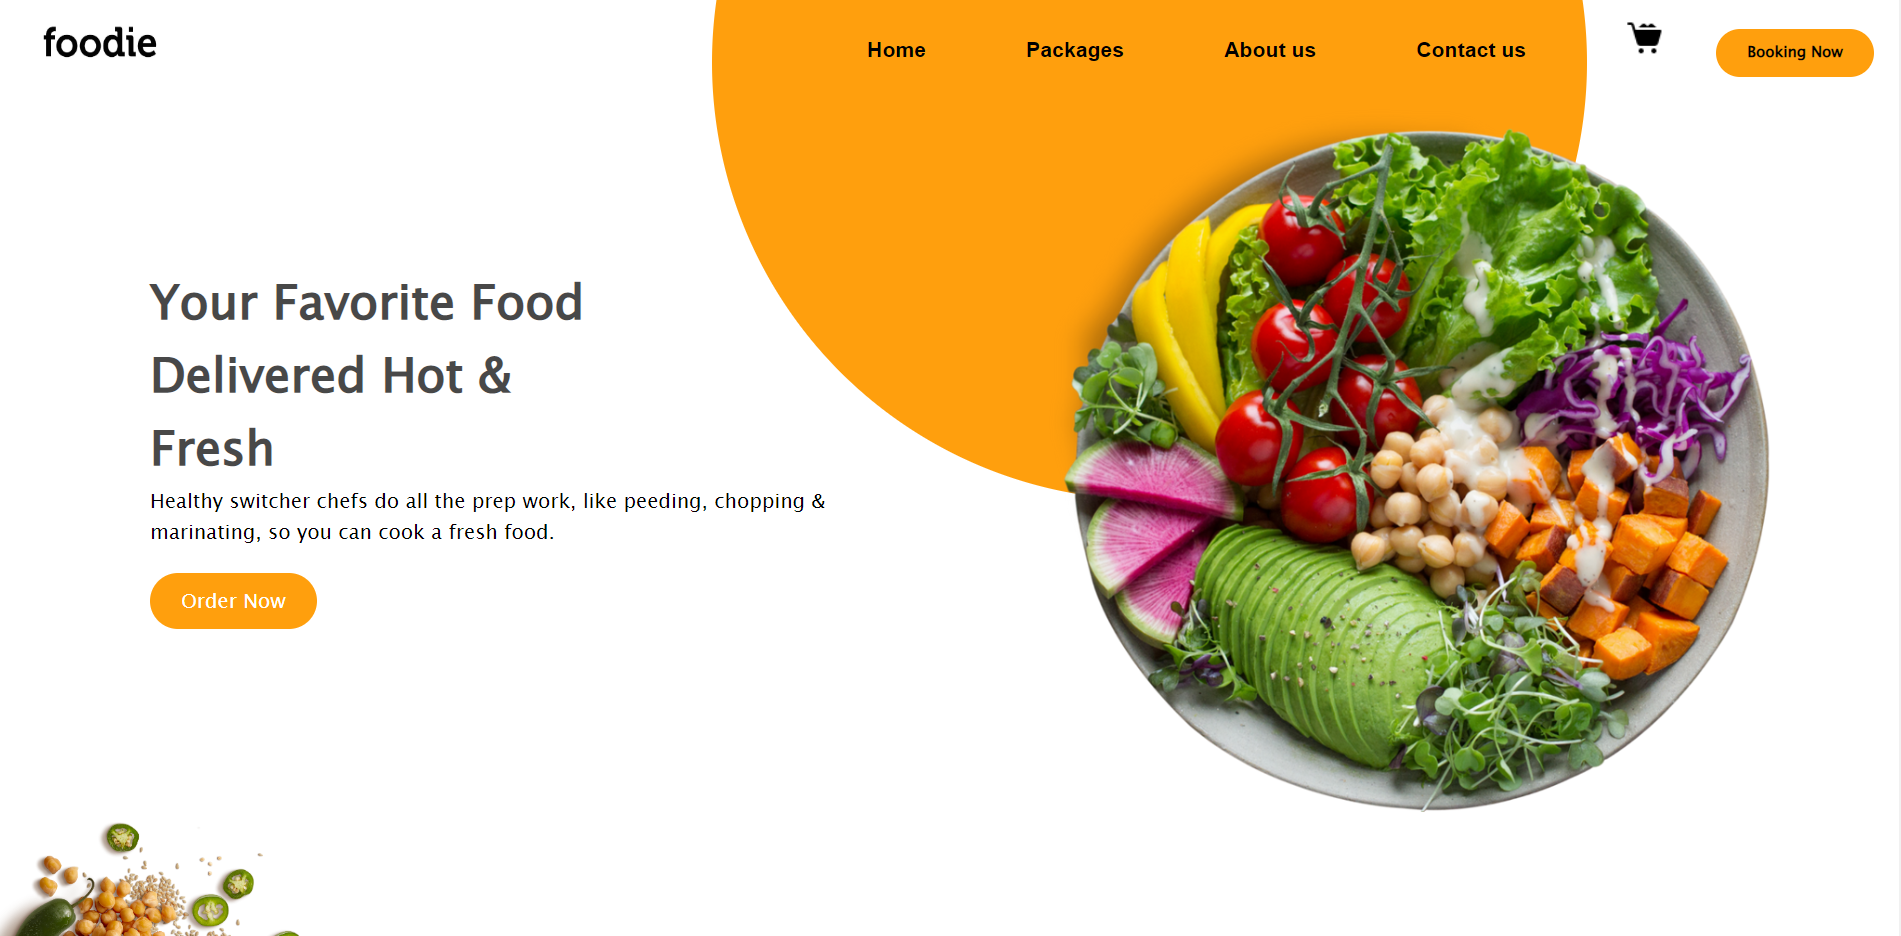 foodie
Home
Packages
About us
Contact us
Booking Now
Your Favorite Food
Delivered Hot &
Fresh
Healthy switcher chefs do all the prep work, like peeding, chopping &
marinating, so you can cook a fresh food.
Order Now